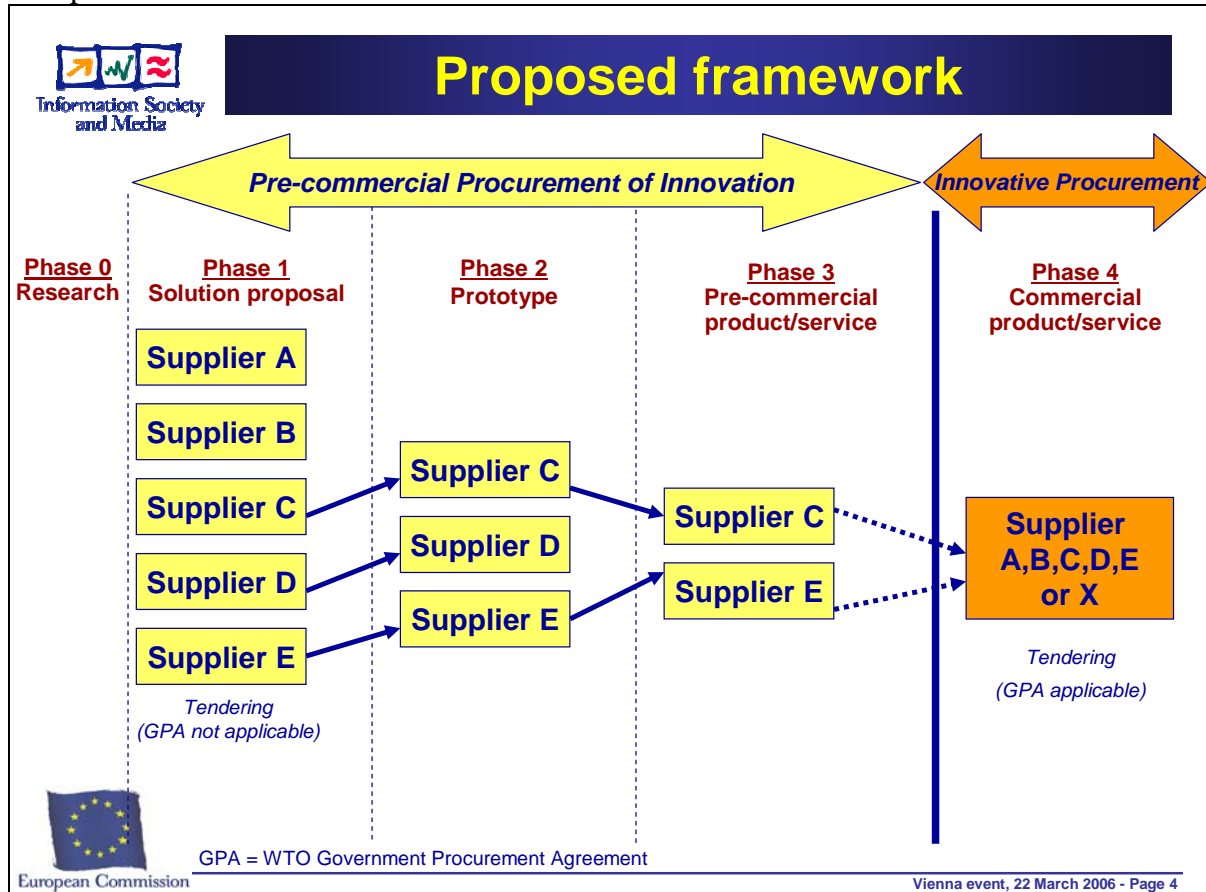 Information Society
and Media
Proposed framework
Pre-commercial Procurement of Innovation
Innovative Procurement
Phase 0
Research
Phase 1
Solution proposal
Phase 2
Prototype
Phase 3
Pre-commercial
product/service
Phase 4
Commercial
product/service
Supplier A
Supplier B
Supplier C
Supplier D
Supplier E
Tendering
(GPA not applicable)
Supplier C
Supplier D
Supplier E
Supplier C
Supplier E
Supplier
A,B,C,D,E
or X
Tendering
(GPA applicable)
GPA = WTO Government Procurement Agreement
European Commission
Vienna event, 22 March 2006 - Page 4